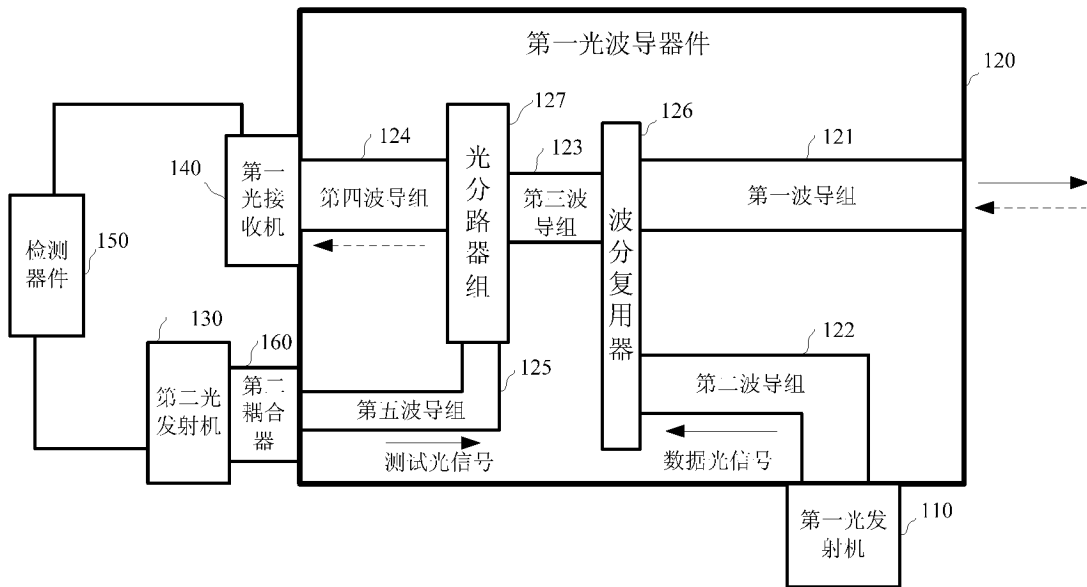 第一光波导器件
120
127
126
124
123
121
140
第一
光接
收机
第四波导组
光分路器组
第三波
导组
第一波导组
检测
器件
150
波分复用器
130
160
122
第二光
发射机
第二
耦合
器
125
第二波导组
第五波导组
测试光信号
数据光信号
第一光发
射机
110